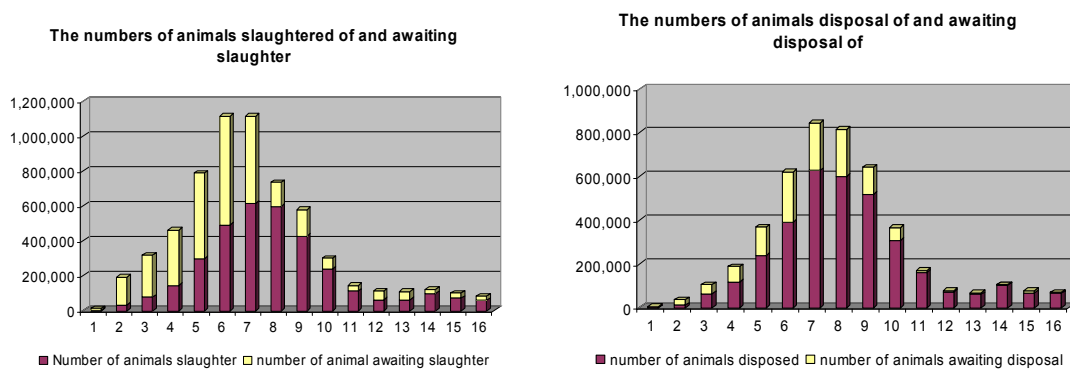 The numbers of animals slaughtered of and awaiting
slaughter
1,200,000
1,000,000
800,000
600,000
400,000
200,000
0
1 2 3 4 5 6 7 8 9 10 11 12 13 14 15 16
Number of animals slaughter number of animal awaiting slaughter
The numbers of animals disposal of and awaiting
disposal of
1,000,000
800,000
600,000
400,000
200,000
0
1 2 3 4 5 6 7 8 9 10 11 12 13 14 15 16
number of animals disposed number of animals awaiting disposal